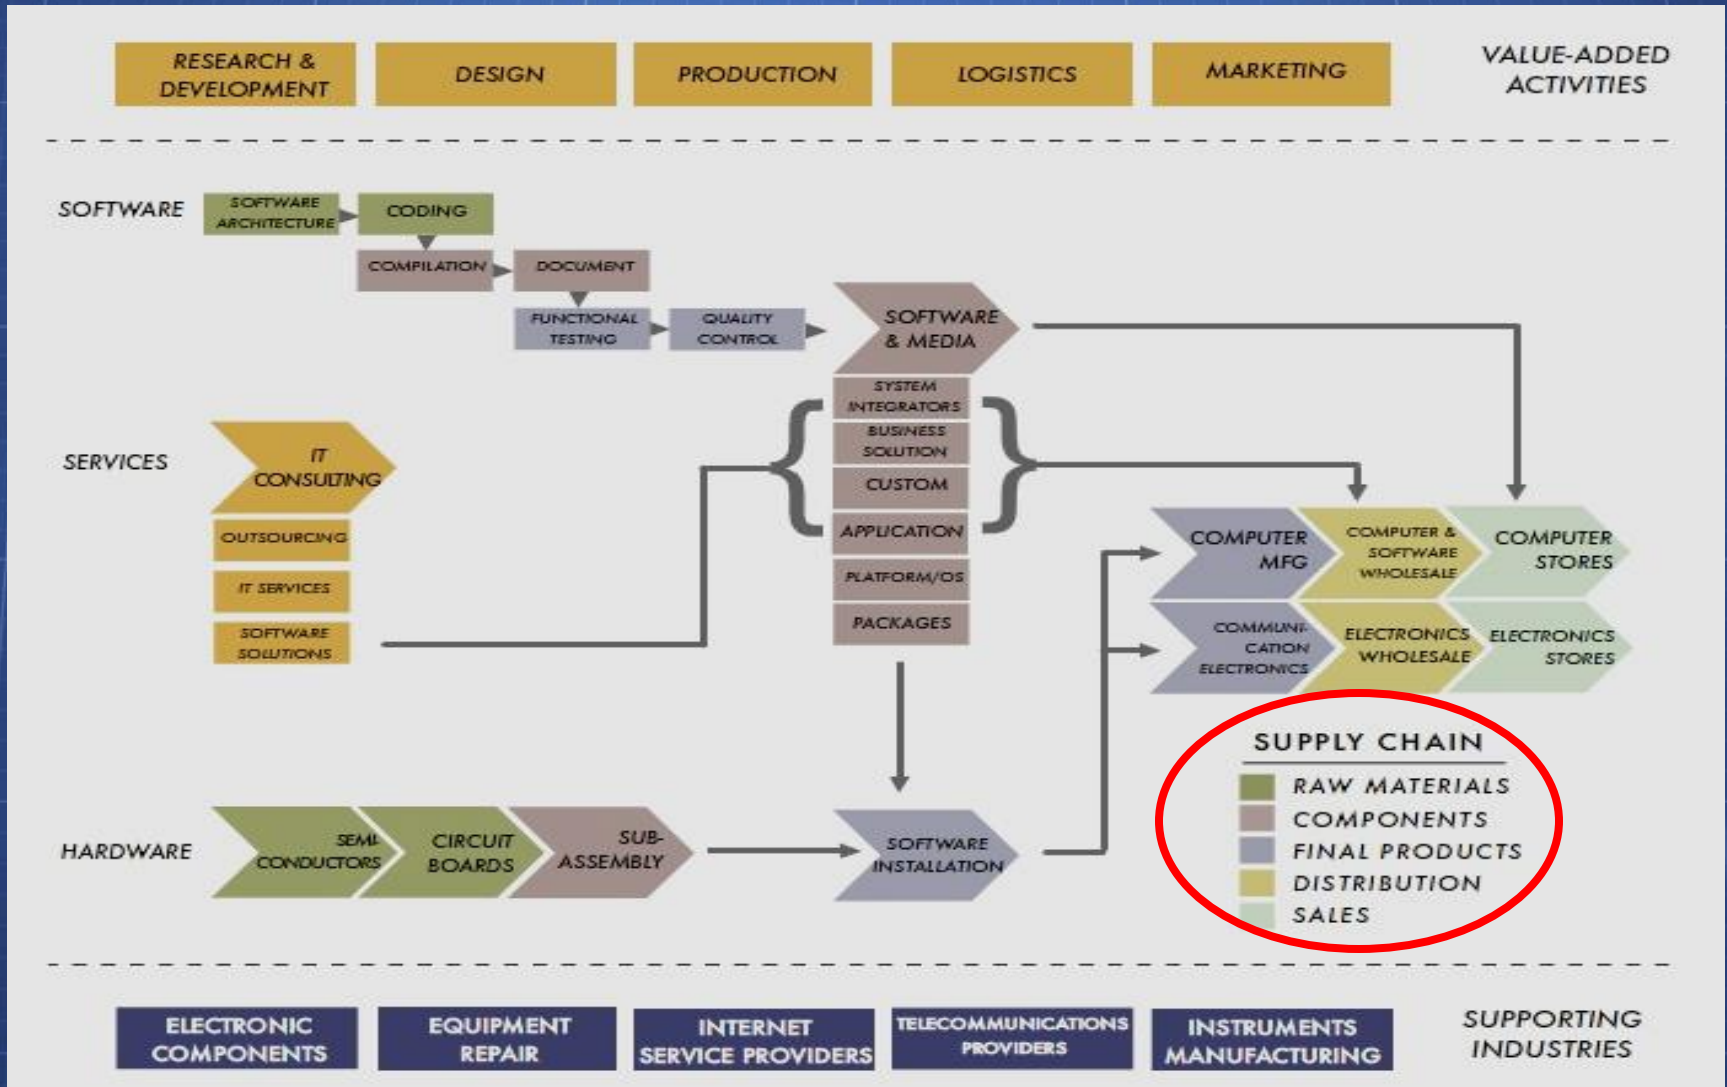 RESEARCH &
DEVELOPMENT
DESIGN
PRODUCTION
LOGISTICS
MARKETING
VALUE-ADDED
ACTIVITIES
SOFTWARE
SOFTWARE
ARCHITECTURE
CODING
COMPILATION
DOCUMENT
FUNCTIONAL
TESTING
QUALITY
CONTROL
SOFTWARE
& MEDIA
SYSTEM
INTEGRATORS
BUSINESS
SOLUTION
CUSTOM
APPLICATION
PLATFORM/OS
PACKAGES
SERVICES
IT
CONSULTING
OUTSOURCING
IT SERVICES
SOFTWARE
SOLUTIONS
COMPUTER
MFG
COMPUTER &
SOFTWARE
WHOLESALE
COMPUTER
STORES
COMMUNI-
CATION
ELECTRONICS
ELECTRONICS
WHOLESALE
ELECTRONICS
STORES
HARDWARE
SEMI-
CONDUCTORS
CIRCUIT
BOARDS
SUB-
ASSEMBLY
SOFTWARE
INSTALLATION
SUPPLY CHAIN
RAW MATERIALS
COMPONENTS
FINAL PRODUCTS
DISTRIBUTION
SALES
ELECTRONIC
COMPONENTS
EQUIPMENT
REPAIR
INTERNET
SERVICE PROVIDERS
TELECOMMUNICATIONS
PROVIDERS
INSTRUMENTS
MANUFACTURING
SUPPORTING
INDUSTRIES